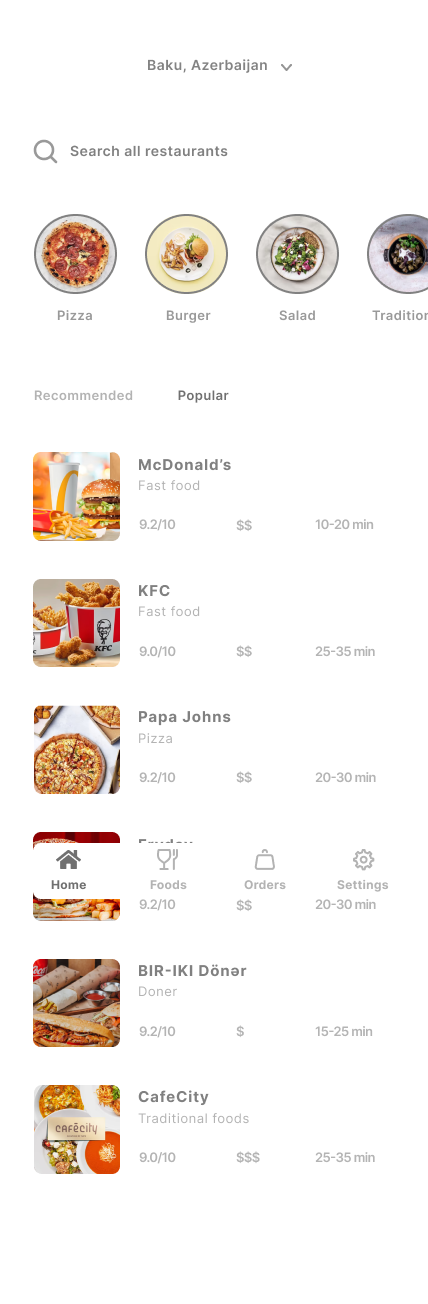 Baku, Azerbaijan
Search all restaurants
Pizza Burger Salad Tradition
Recommended Popular
McDonald's
Fast food
9.2/10 $$ 10-20 min
KFC
Fast food
9.0/10 $$ 25-35 min
KFC
Papa Johns
Pizza
9.2/10 $$ 20-30 min
Home Foods Orders Settings
9.2/10 $$ 20-30 min
BIR-IKI Dönər
Doner
9.2/10 $ 15-25 min
CafeCity
Traditional foods
cafēcity
9.0/10 $$$ 25-35 min